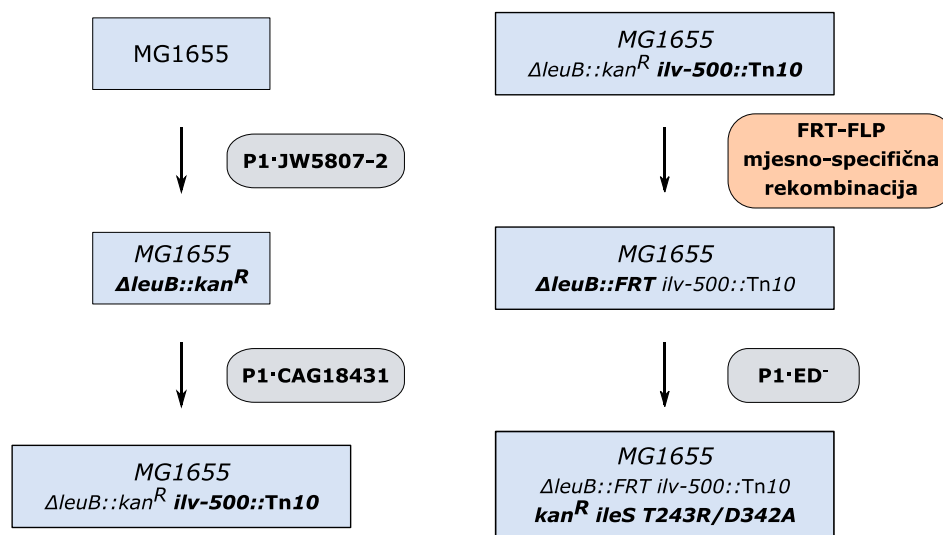 MG1655
P1·JW5807-2
MG1655
ΔleuB::kanᴿ
P1·CAG18431
MG1655
ΔleuB::kanᴿ ilv-500::Tn10
MG1655
ΔleuB::kanᴿ ilv-500::Tn10
FRT-FLP
mjesno-specifična
rekombinacija
MG1655
ΔleuB::FRT ilv-500::Tn10
P1·ED⁻
MG1655
ΔleuB::FRT ilv-500::Tn10
kanᴿ ileS T243R/D342A